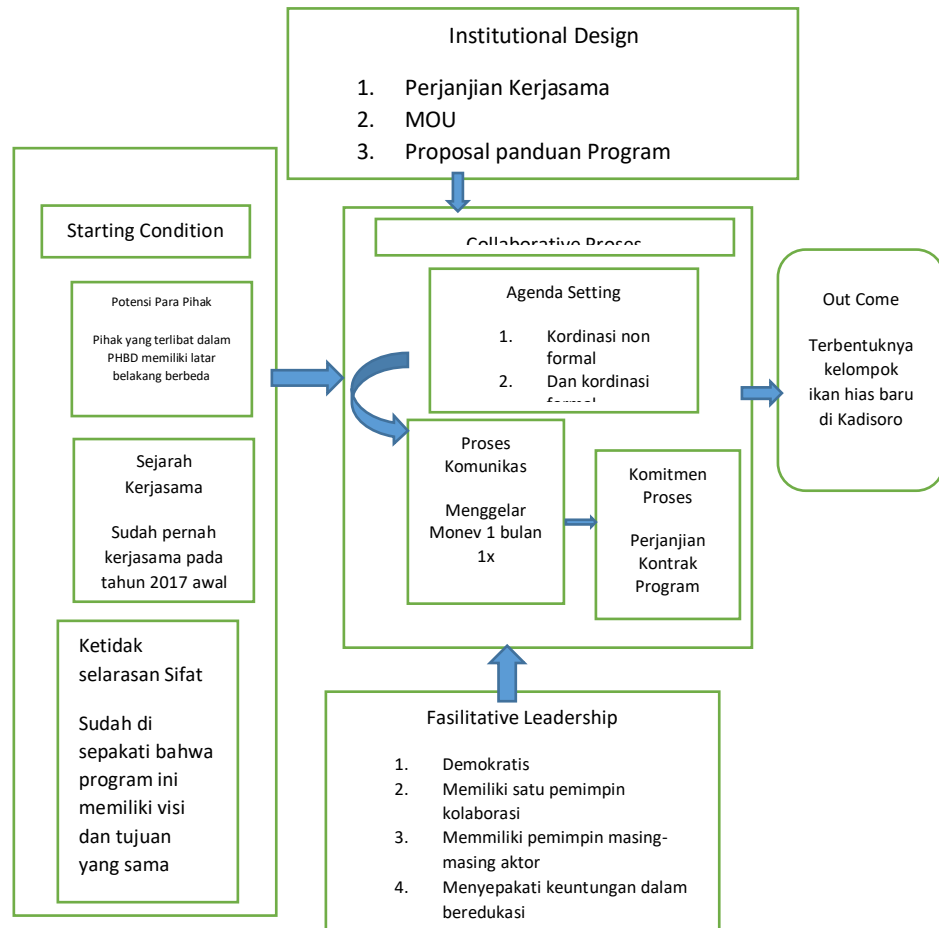 Institutional Design
1. Perjanjian Kerjasama
2. MOU
3. Proposal panduan Program
Starting Condition
Potensi Para Pihak
Pihak yang terlibat dalam
PHBD memiliki latar
belakang berbeda
Sejarah
Kerjasama
Sudah pernah
kerjasama pada
tahun 2017 awal
Ketidak
selarasan Sifat
Sudah di
sepakati bahwa
program ini
memiliki visi
dan tujuan
yang sama
Collaborative Proses
Agenda Setting
1. Kordinasi non
formal
2. Dan kordinasi
formal
Proses
Komunikas
Menggelar
Monev 1 bulan
1x
Komitmen
Proses
Perjanjian
Kontrak
Program
Out Come
Terbentuknya
kelompok
ikan hias baru
di Kadisoro
Fasilitative Leadership
1. Demokratis
2. Memiliki satu pemimpin
kolaborasi
3. Memmiliki pemimpin masing-
masing aktor
4. Menyepakati keuntungan dalam
beredukasi